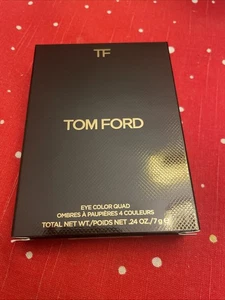 TF
TOM FORD
EYE COLOR QUAD
OMBRES À PAUPIÈRES 4 COULEURS
TOTAL NET WT./POIDS NET .24 OZ./7 g